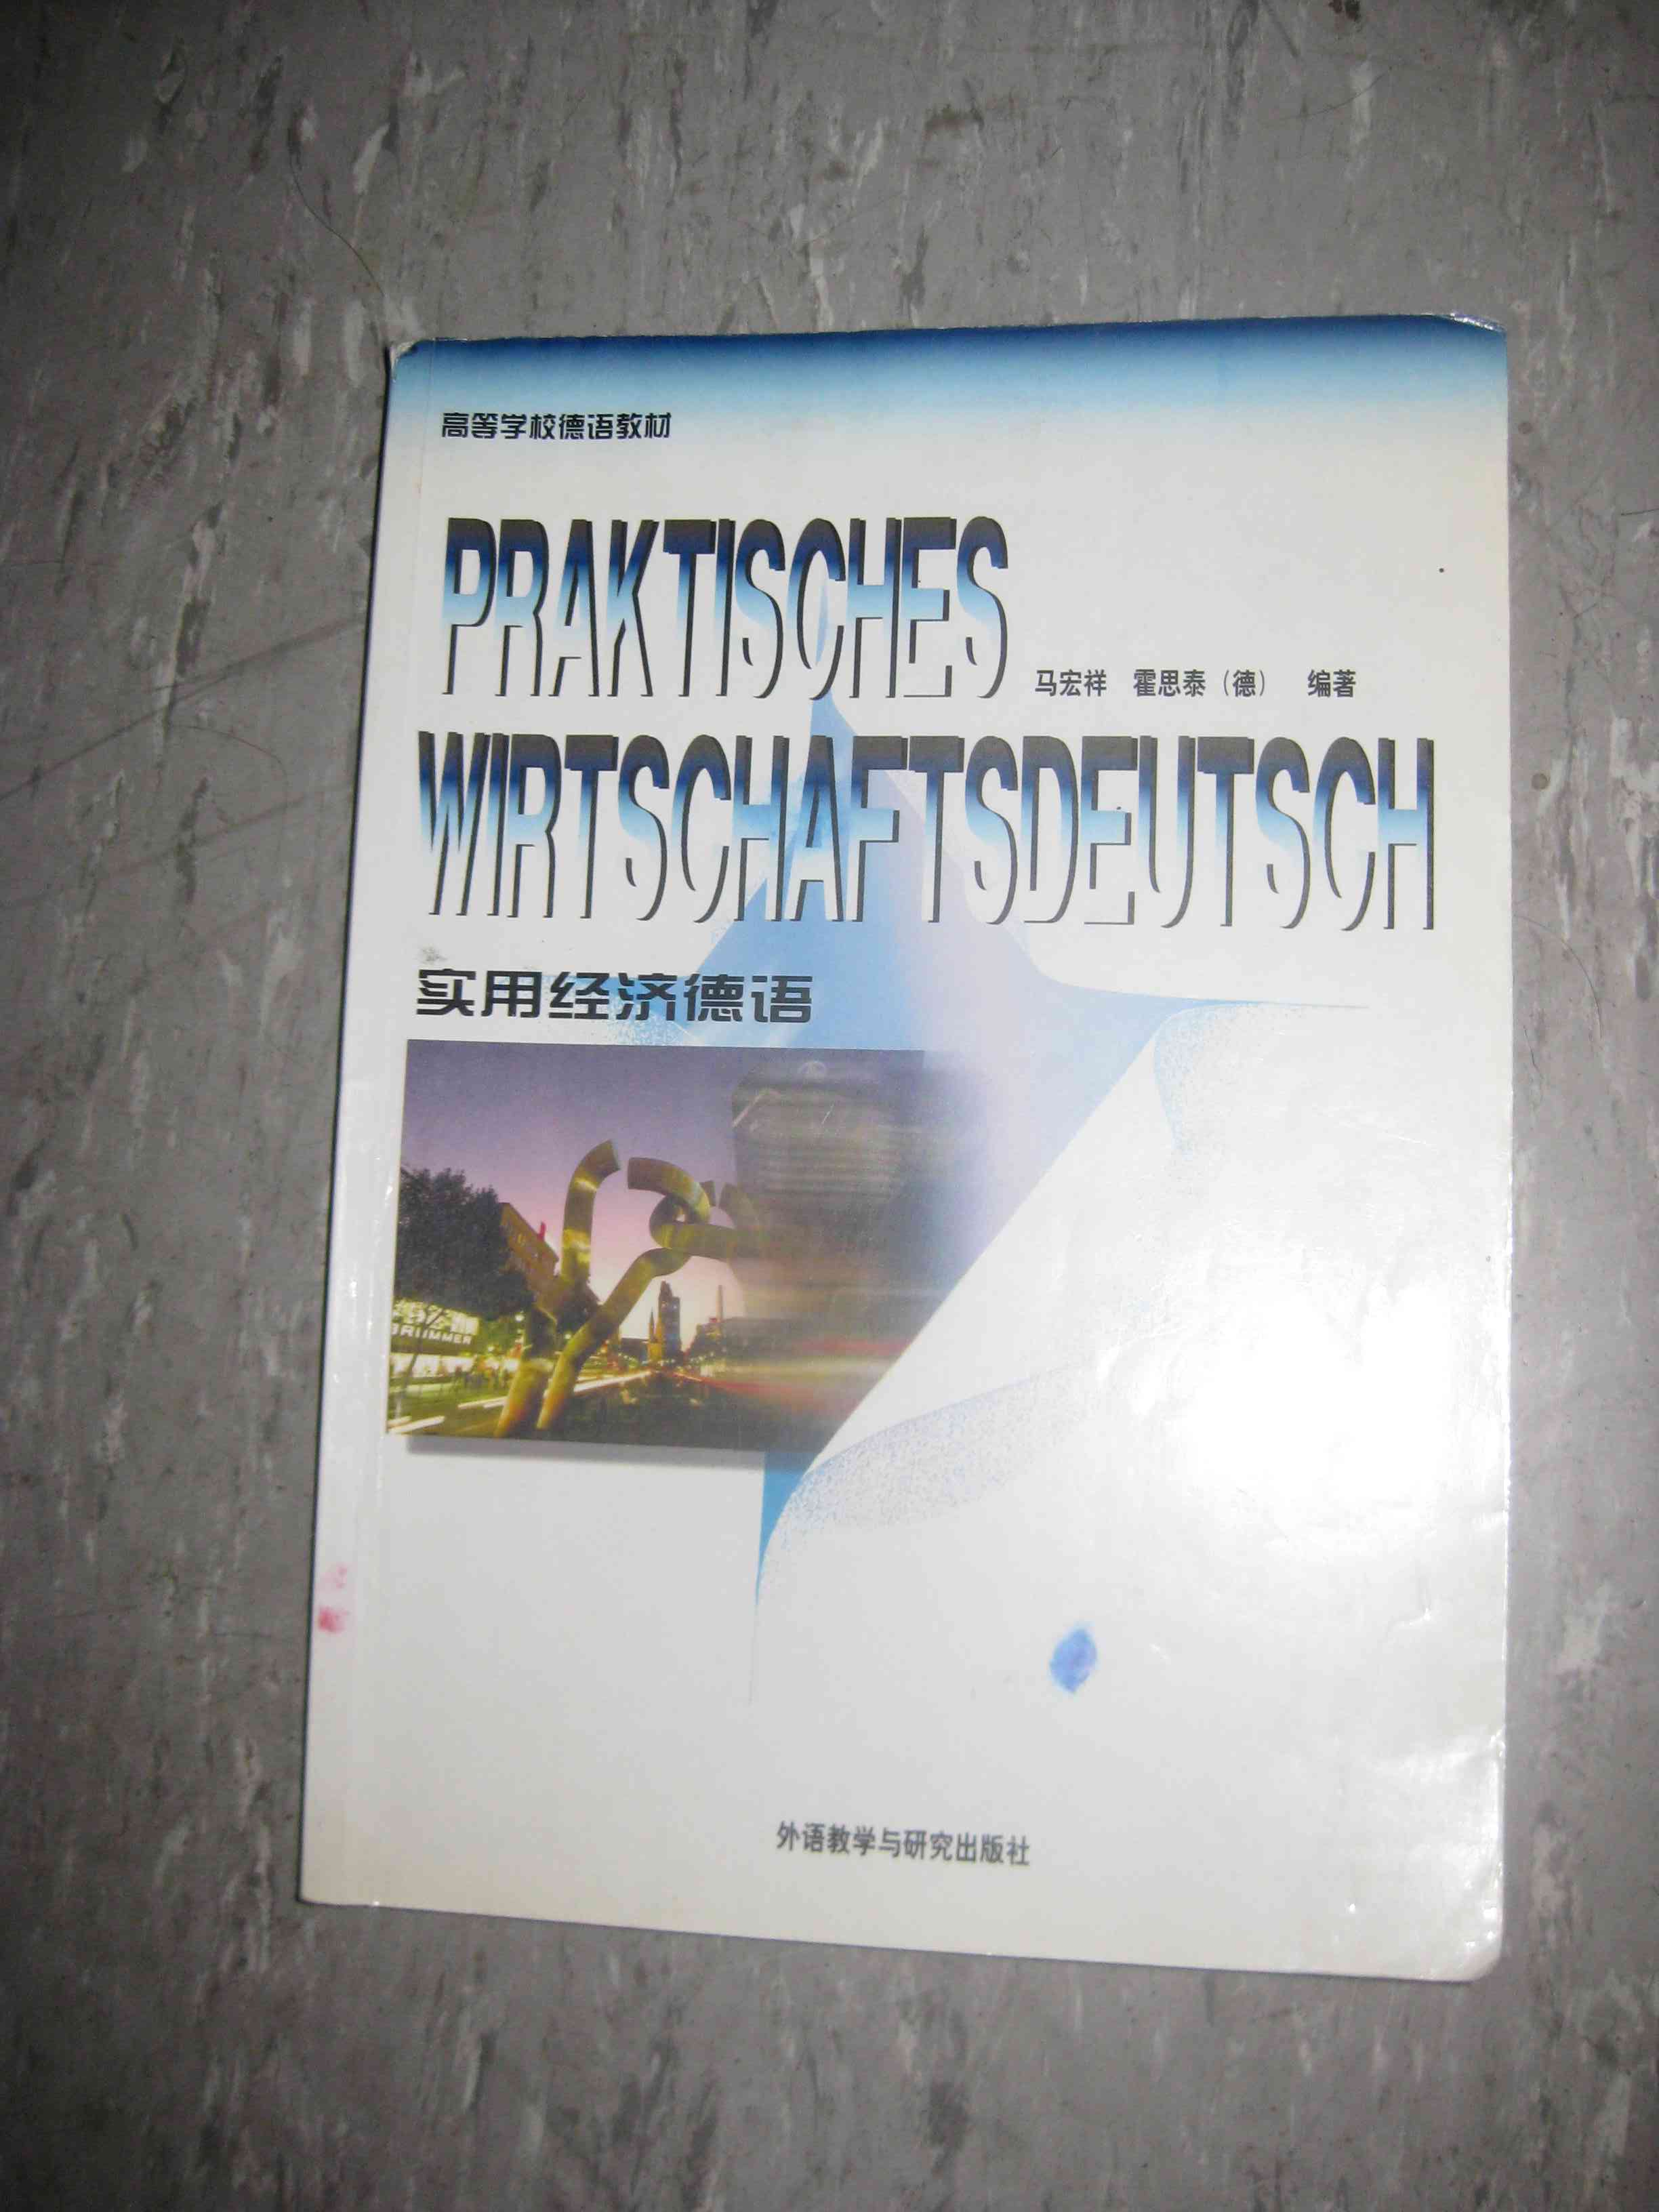 高等学校德语教材
PRAKTISCHES
马宏祥 霍思泰（德） 编著
WIRTSCHAFTSDEUTSCH
实用经济德语
BRUMMER
外语教学与研究出版社